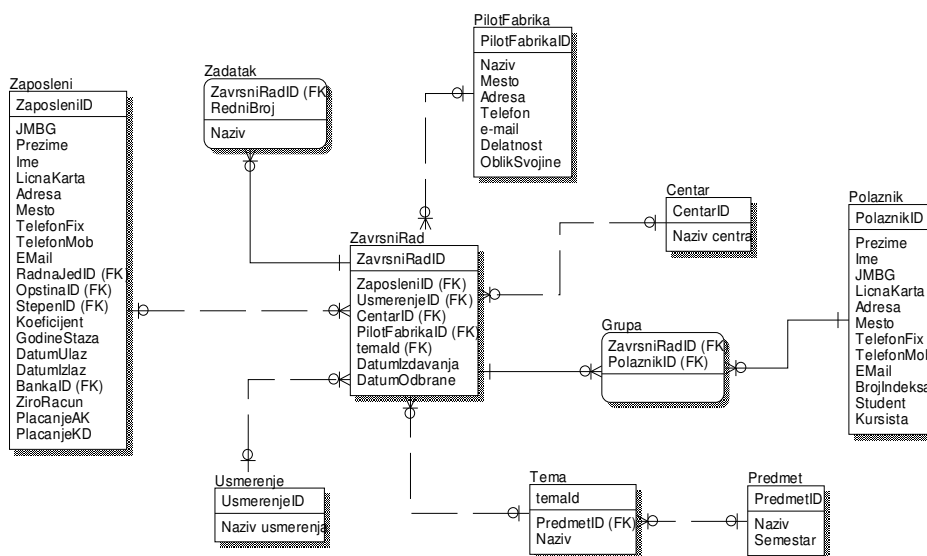 PilotFabrika
PilotFabrikaID
Naziv
Mesto
Adresa
Telefon
e-mail
Delatnost
OblikSvojine
Zadatak
ZavrsniRadID (FK)
RedniBroj
Naziv
Zaposleni
ZaposleniID
JMBG
Prezime
Ime
LicnaKarta
Adresa
Mesto
TelefonFix
TelefonMob
EMail
RadnaJedID (FK)
OpstinaID (FK)
StepenID (FK)
Koeficijent
GodineStaza
DatumUlaz
DatumIzlaz
BankaID (FK)
ZiroRacun
PlacanjeAK
PlacanjeKD
ZavrsniRad
ZavrsniRadID
ZaposleniID (FK)
UsmerenjeID (FK)
CentarID (FK)
PilotFabrikaID (FK)
temaId (FK)
DatumIzdavanja
DatumOdbrane
Centar
CentarID
Naziv centra
Polaznik
PolaznikID
Prezime
Ime
JMBG
LicnaKarta
Adresa
Mesto
TelefonFix
TelefonMob
EMail
BrojIndeksa
Student
Kursista
Grupa
ZavrsniRadID (FK)
PolaznikID (FK)
Usmerenje
UsmerenjeID
Naziv usmerenja
Tema
temaId
PredmetID (FK)
Naziv
Predmet
PredmetID
Naziv
Semestar